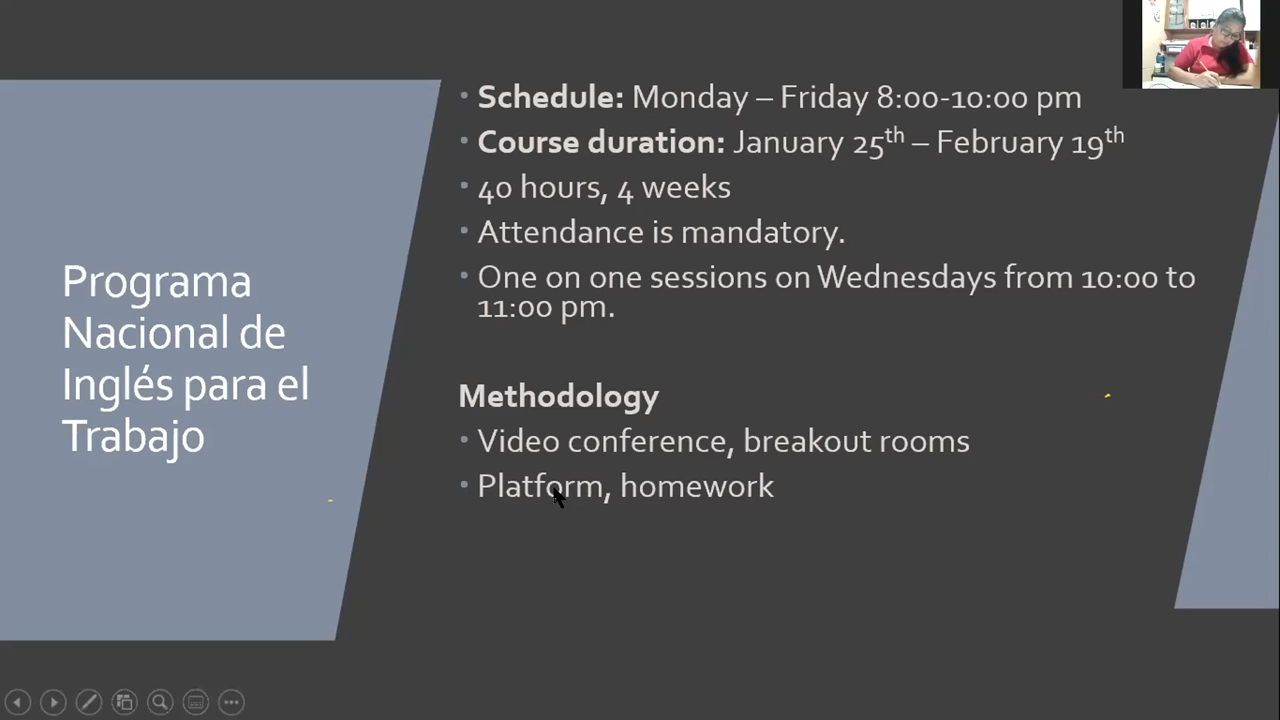 Programa
Nacional de
Inglés para el
Trabajo
Schedule: Monday – Friday 8:00-10:00 pm
Course duration: January 25th – February 19th
40 hours, 4 weeks
Attendance is mandatory.
One on one sessions on Wednesdays from 10:00 to
11:00 pm.
Methodology
Video conference, breakout rooms
Platform, homework